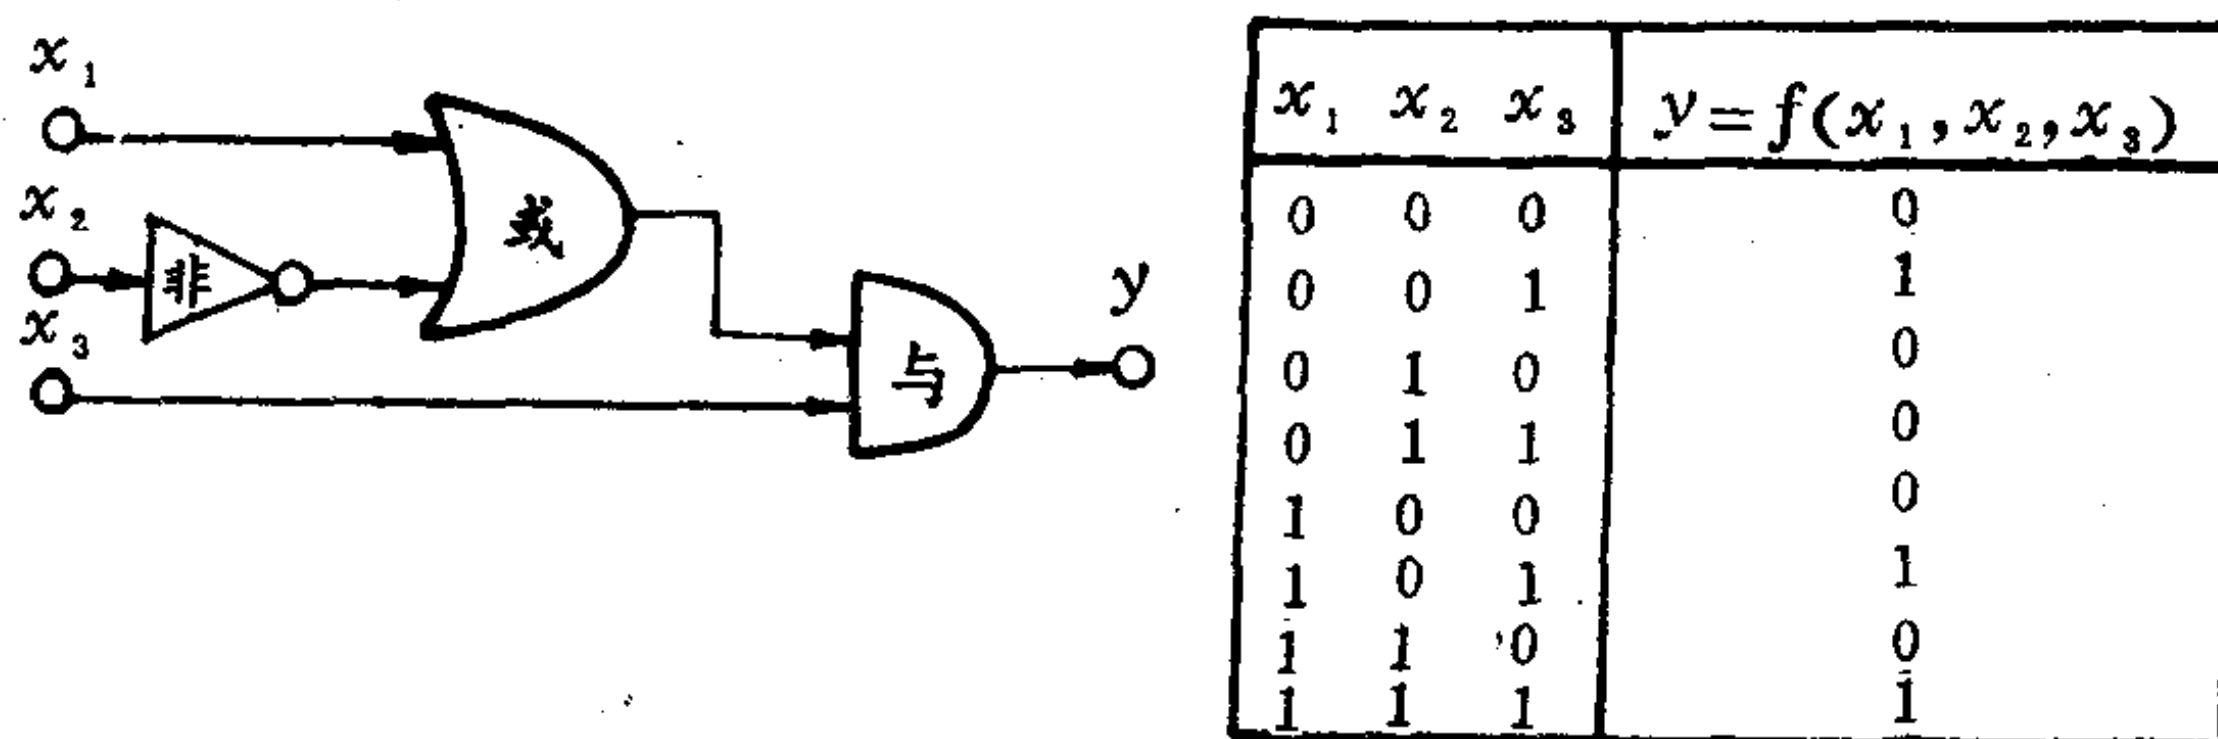 x₁
x₂
x₃
非
或
与
y
x₁ x₂ x₃ y=f(x₁,x₂,x₃)
0 0 0 0
0 0 1 1
0 1 0 0
0 1 1 0
1 0 0 0
1 0 1 1
1 1 0 0
1 1 1 1